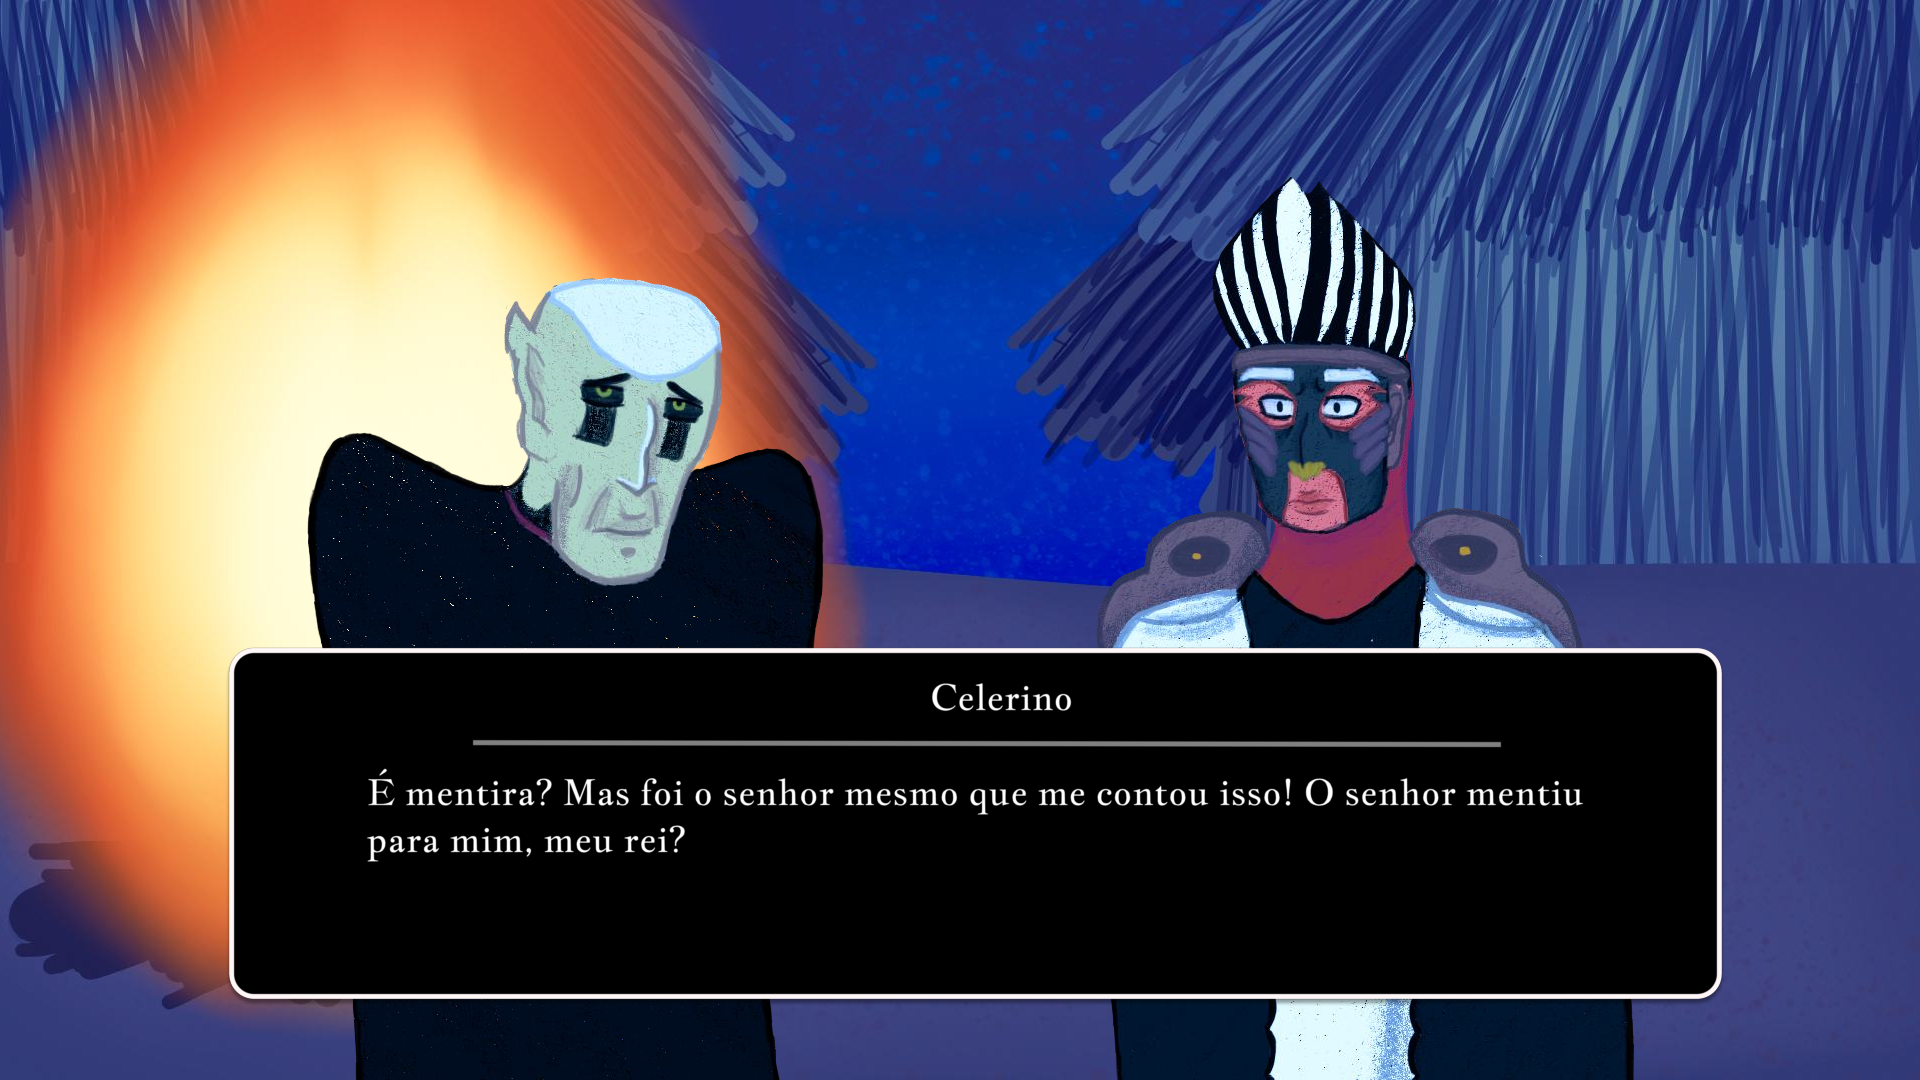 Celerino
É mentira? Mas foi o senhor mesmo que me contou isso! O senhor mentiu
para mim, meu rei?